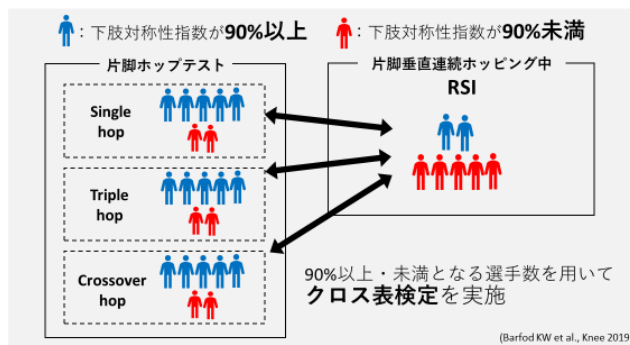 ：下肢対称性指数が90%以上
：下肢対称性指数が90%未満
片脚ホップテスト
Single
hop
Triple
hop
Crossover
hop
片脚垂直連続ホッピング中
RSI
90%以上・未満となる選手数を用いて
クロス表検定を実施
(Barfod KW et al., Knee 2019